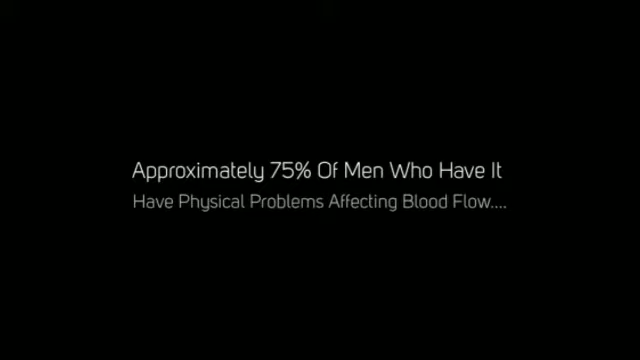 Approximately 75% Of Men Who Have It
Have Physical Problems Affecting Blood Flow....